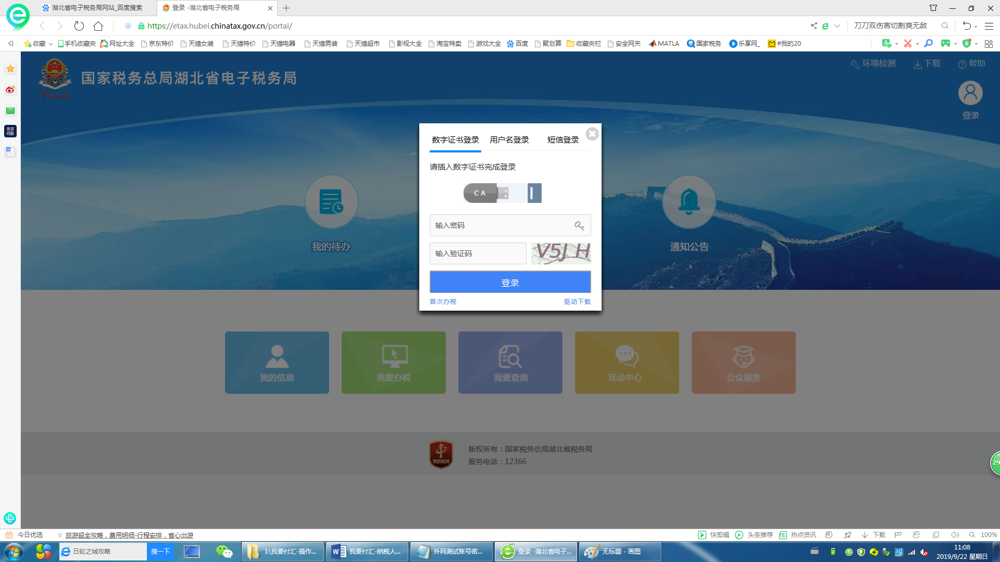 湖北省电子税务局网站_百度搜索
登录 -湖北省电子税务局
https://etax.hubei.chinatax.gov.cn/portal/
刀刀双伤害切割爽无敌
收藏 手机收藏夹 网址大全 京东特价 天猫女装 天猫特价 天猫电器 天猫男装 天猫超市 影视大全 淘宝特卖 游戏大全 百度 聚划算 收藏夹栏 安全网关 MATLA 国家税务 乐享网_ #我的20
国家税务总局湖北省电子税务局
环境检测 下载 帮助
登录
数字证书登录 用户名登录 短信登录
请插入数字证书完成登录
C A
输入密码
输入验证码
V5J H
登录
首次办税 驱动下载
我的待办
通知公告
我的信息 我要办税 我要查询 互动中心 公众服务
党政机关
版权所有：国家税务总局湖北省税务局
服务电话：12366
29
今日优选 旅游超全攻略，费用明细-行程安排，省心出游
快剪辑 头条推荐 热点资讯 下载 100%
日轮之城攻略 搜一下
I:\我要付汇-操作...
我要付汇-纳税人...
外网测试账号密...
登录 -湖北省电子...
无标题 - 画图
11:08
2019/9/22 星期日